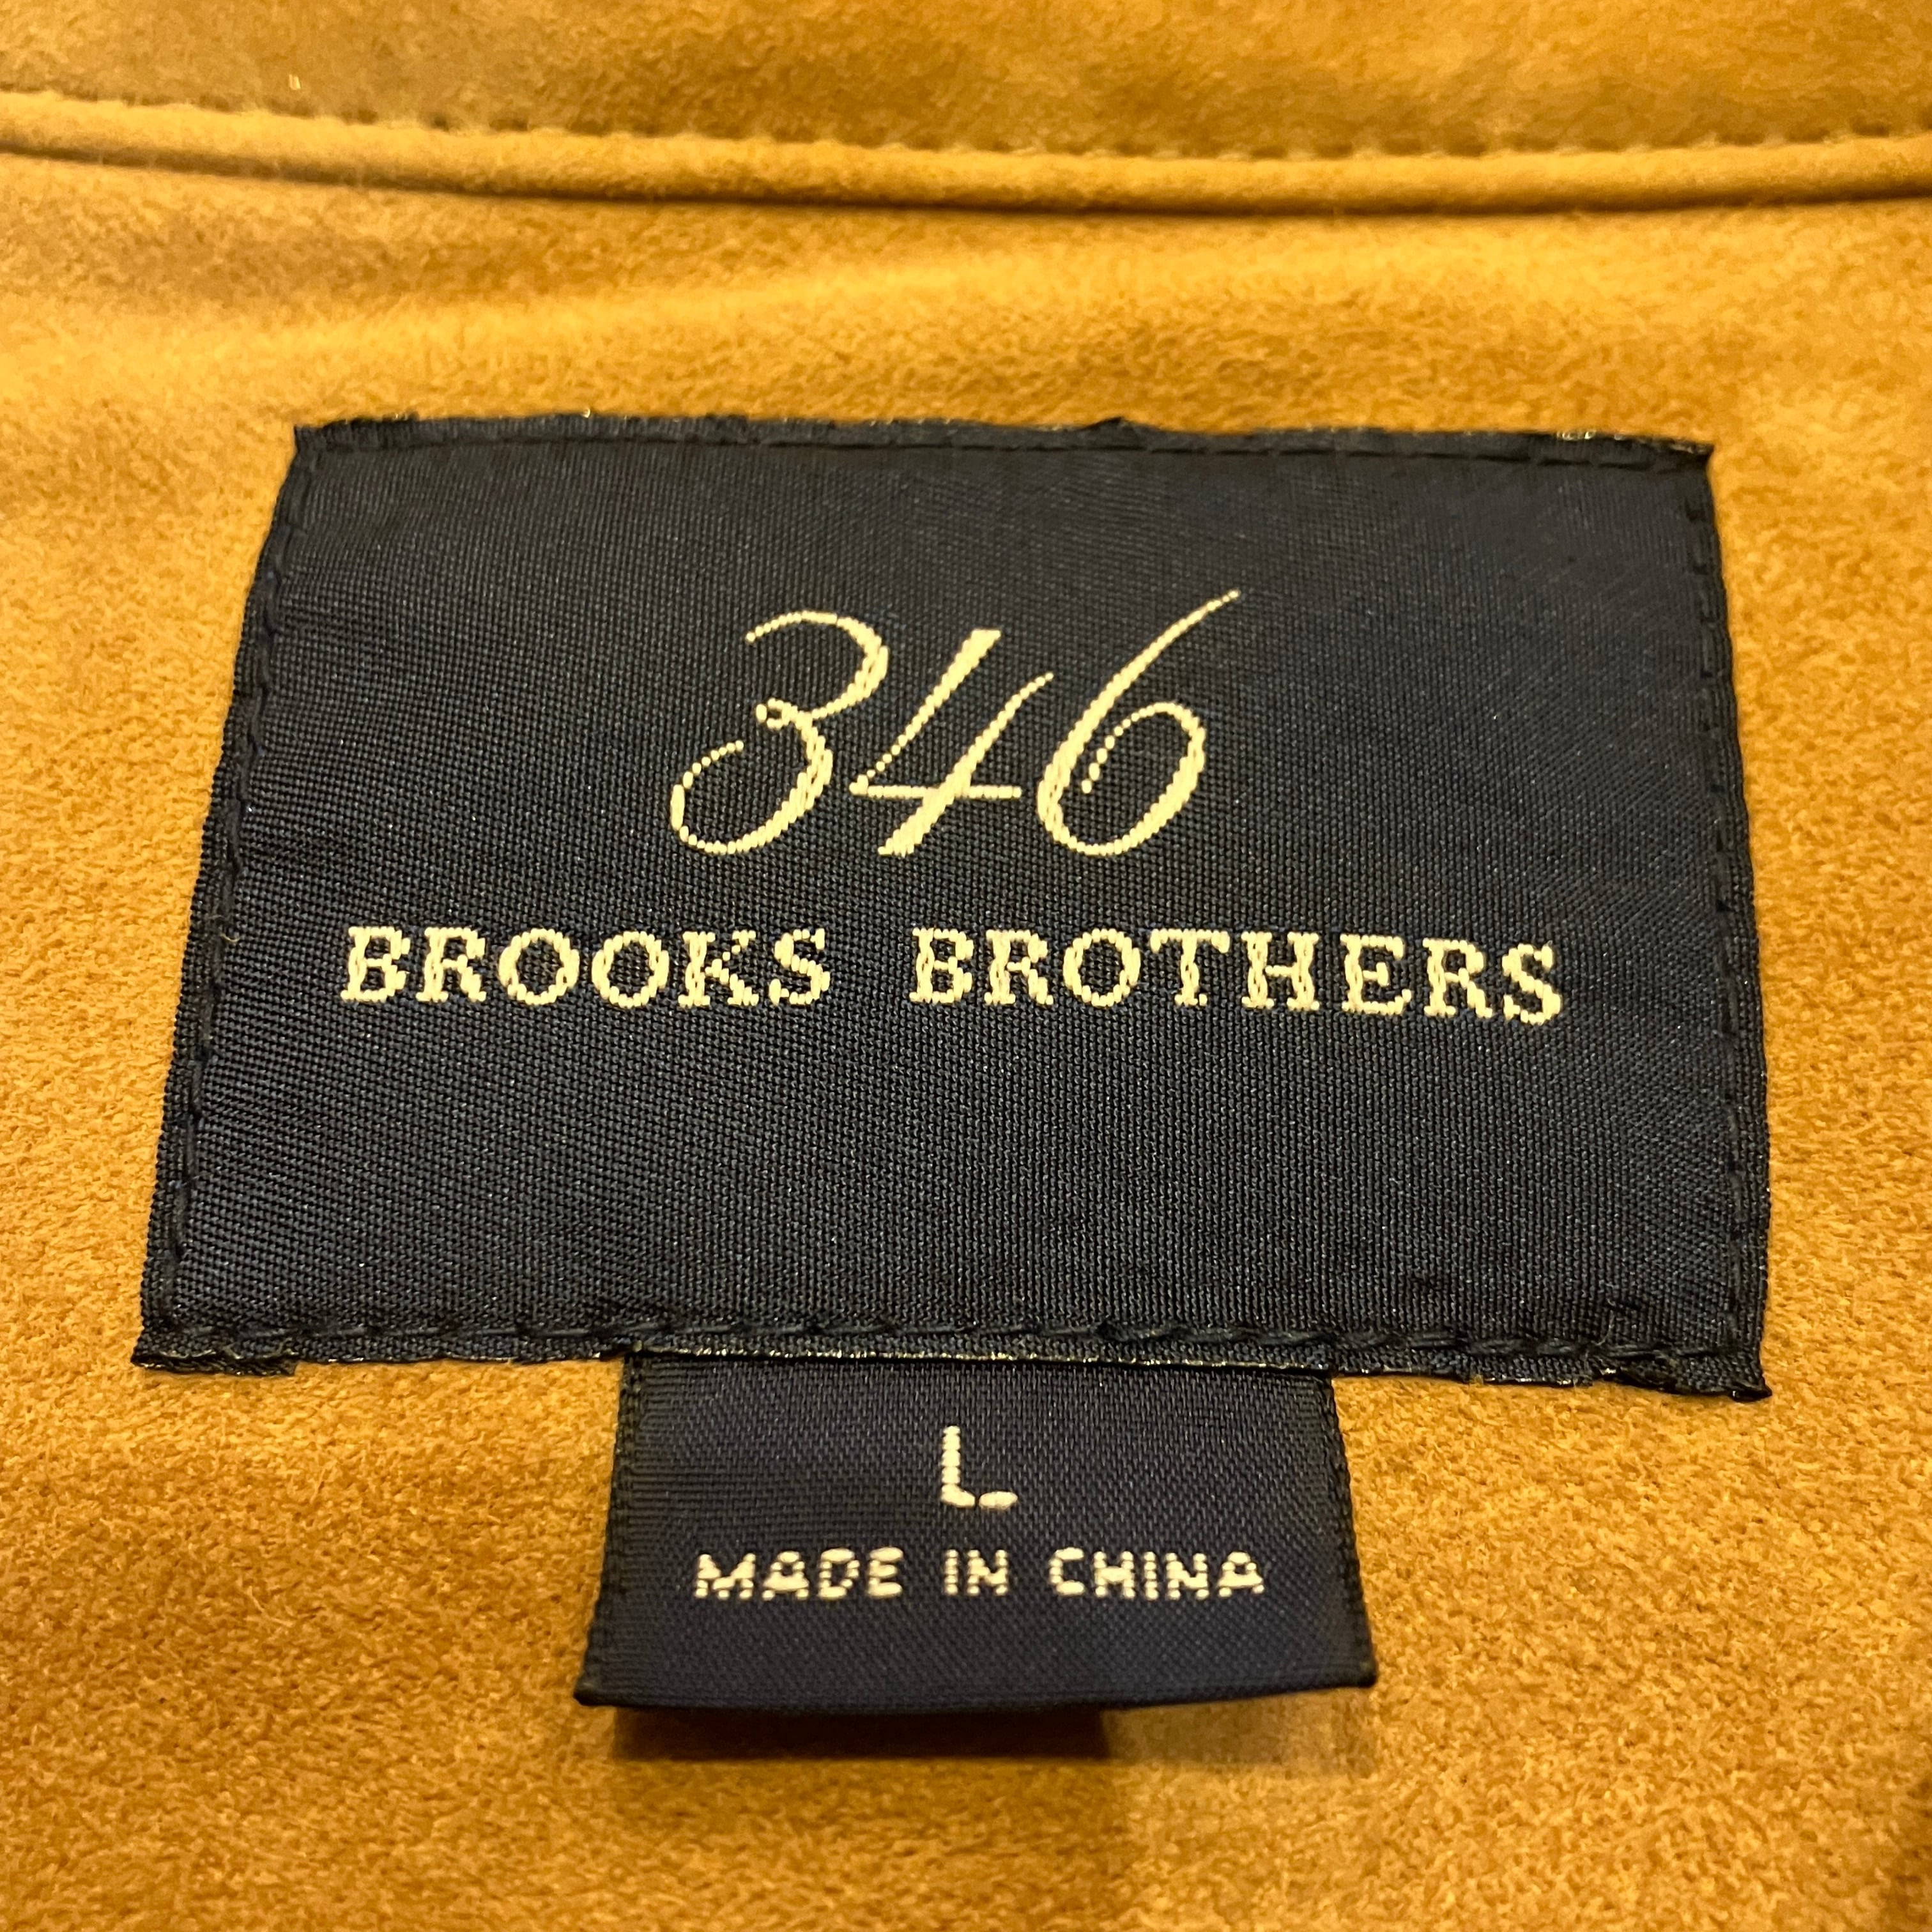 346
BROOKS BROTHERS
L
MADE IN CHINA